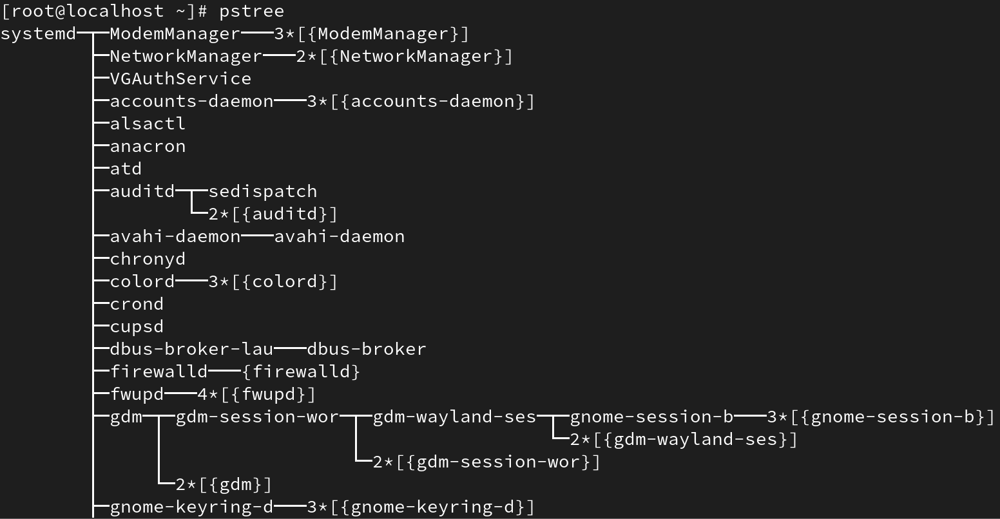 [root@localhost ~]# pstree
systemd─┬─ModemManager───3*[{ModemManager}]
        ├─NetworkManager───2*[{NetworkManager}]
        ├─VGAuthService
        ├─accounts-daemon───3*[{accounts-daemon}]
        ├─alsactl
        ├─anacron
        ├─atd
        ├─auditd─┬─sedispatch
        │        └─2*[{auditd}]
        ├─avahi-daemon───avahi-daemon
        ├─chronyd
        ├─colord───3*[{colord}]
        ├─crond
        ├─cupsd
        ├─dbus-broker-lau───dbus-broker
        ├─firewalld───{firewalld}
        ├─fwupd───4*[{fwupd}]
        ├─gdm─┬─gdm-session-wor─┬─gdm-wayland-ses─┬─gnome-session-b───3*[{gnome-session-b}]
        │     │                 │                 └─2*[{gdm-wayland-ses}]
        │     │                 └─2*[{gdm-session-wor}]
        │     └─2*[{gdm}]
        ├─gnome-keyring-d───3*[{gnome-keyring-d}]